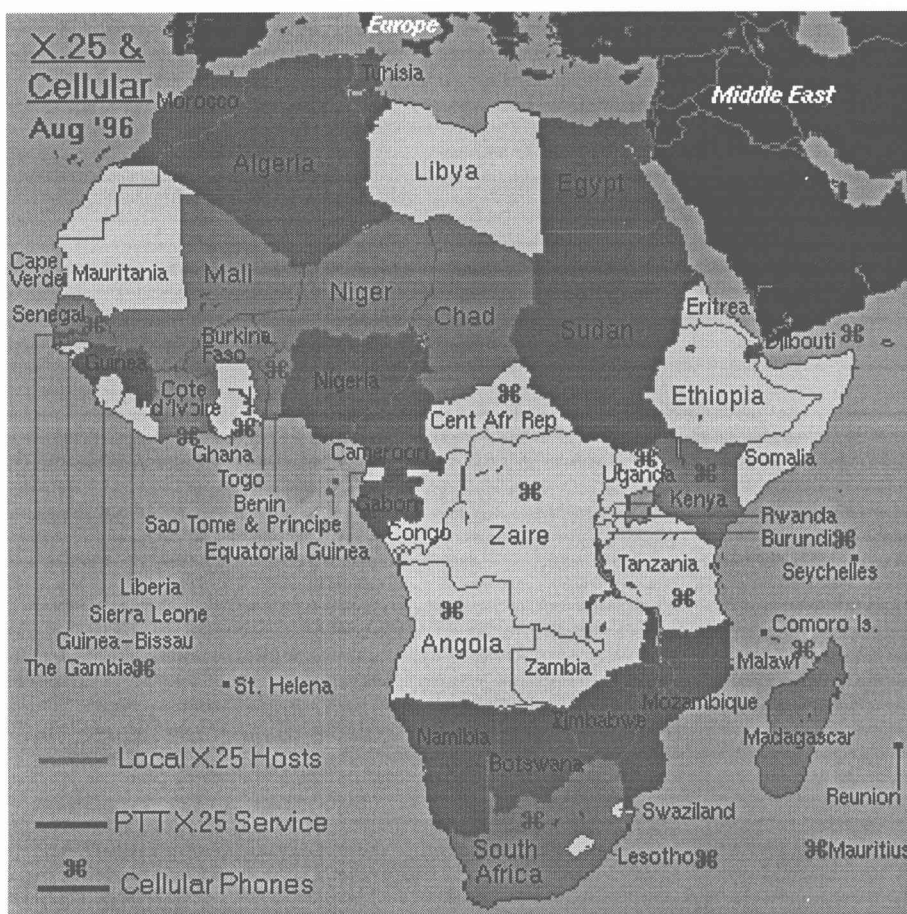 X.25 &
Cellular
Aug '96
Europe
Middle East
Tunisia
Morocco
Algeria
Libya
Egypt
Cape
Verde
Mauritania
Mali
Niger
Chad
Sudan
Eritrea
Djibouti ⌘
Senegal ⌘
Guinea
Burkina
Faso
⌘
Nigeria
⌘
Cent Afr Rep
Ethiopia
Somalia
Cote
d'Ivoire
⌘
⌘
Ghana
Togo
Benin
Sao Tome & Principe
Equatorial Guinea
Cameroon
Gabon
Congo
⌘
Zaire
⌘
Uganda
⌘
Kenya
Rwanda
Burundi ⌘
Seychelles
Tanzania
⌘
Liberia
Sierra Leone
Guinea-Bissau
The Gambia ⌘
St. Helena
⌘
Angola
Zambia
Comoro Is.
⌘
Malawi
Mozambique
Zimbabwe
Madagascar
Namibia
Botswana
Reunion
⌘
South
Africa
Swaziland
Lesotho ⌘
⌘ Mauritius
Local X.25 Hosts
PTT X.25 Service
⌘
Cellular Phones